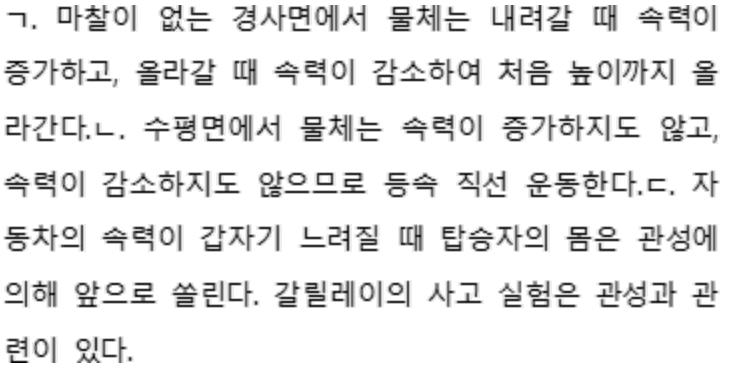 ㄱ. 마찰이 없는 경사면에서 물체는 내려갈 때 속력이
증가하고, 올라갈 때 속력이 감소하여 처음 높이까지 올
라간다.ㄴ. 수평면에서 물체는 속력이 증가하지도 않고,
속력이 감소하지도 않으므로 등속 직선 운동한다.ㄷ. 자
동차의 속력이 갑자기 느려질 때 탑승자의 몸은 관성에
의해 앞으로 쏠린다. 갈릴레이의 사고 실험은 관성과 관
련이 있다.